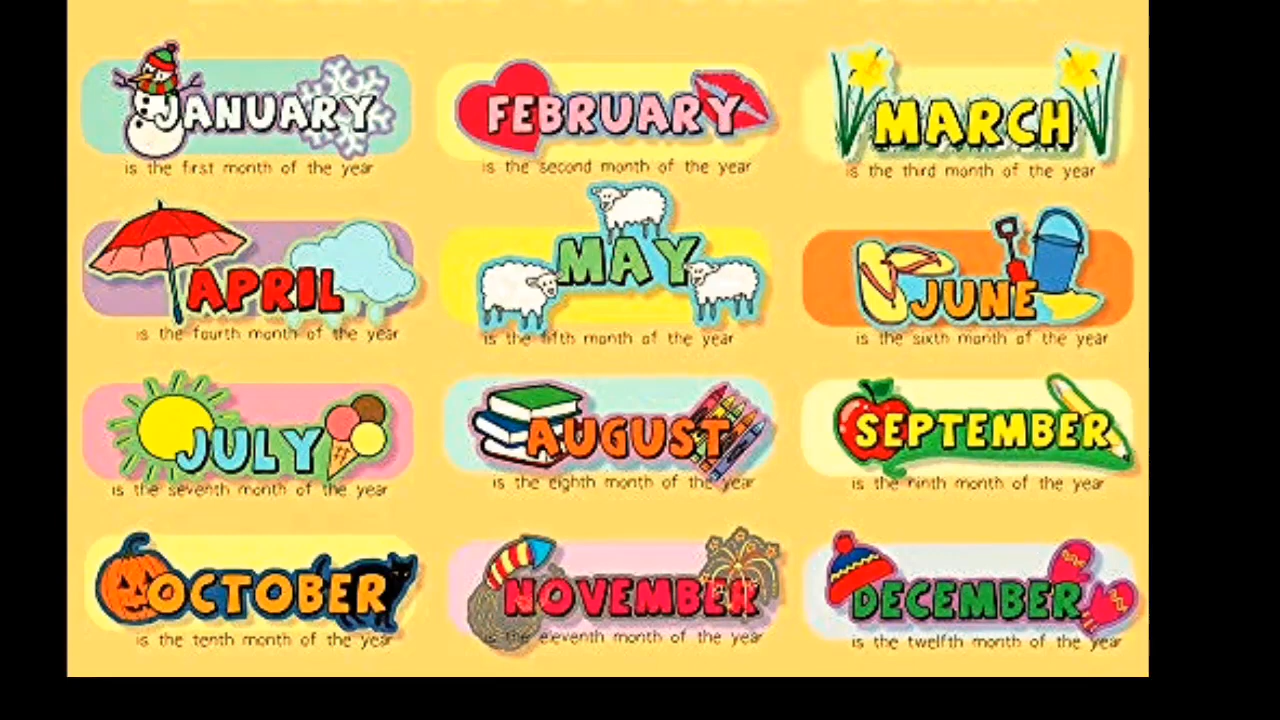 JANUARY
is the first month of the year
FEBRUARY
is the second month of the year
MARCH
is the third month of the year
APRIL
is the fourth month of the year
MAY
is the fifth month of the year
JUNE
is the sixth month of the year
JULY
is the seventh month of the year
AUGUST
is the eighth month of the year
SEPTEMBER
is the ninth month of the year
OCTOBER
is the tenth month of the year
NOVEMBER
is the eleventh month of the year
DECEMBER
is the twelfth month of the year